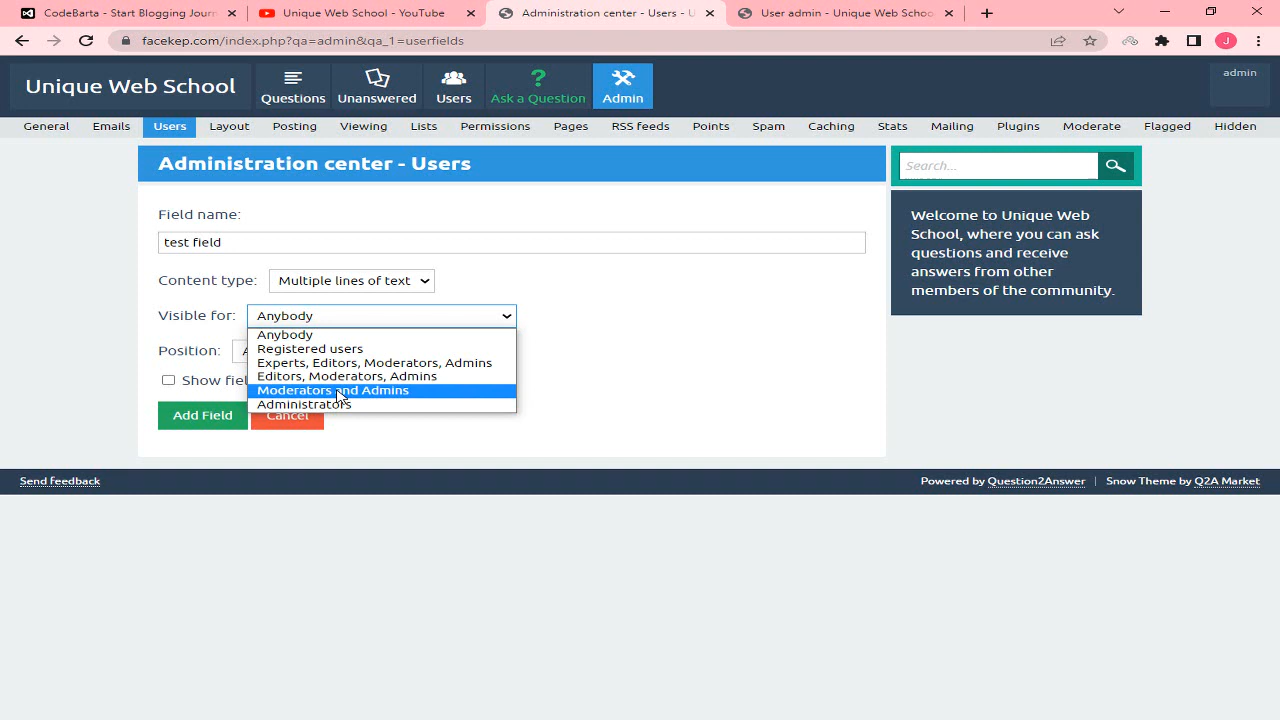 CodeBarta - Start Blogging Journ
Unique Web School - YouTube
Administration center - Users - U
User admin - Unique Web Schoo
facekep.com/index.php?qa=admin&qa_1=userfields
J
Unique Web School
Questions
Unanswered
Users
Ask a Question
Admin
admin
General Emails Users Layout Posting Viewing Lists Permissions Pages RSS feeds Points Spam Caching Stats Mailing Plugins Moderate Flagged Hidden
Administration center - Users
Search...
Field name:
test field
Content type: Multiple lines of text
Visible for: Anybody
Anybody
Registered users
Experts, Editors, Moderators, Admins
Editors, Moderators, Admins
Moderators and Admins
Administrators
Position: A
Show fiel
Add Field Cancel
Welcome to Unique Web
School, where you can ask
questions and receive
answers from other
members of the community.
Send feedback
Powered by Question2Answer | Snow Theme by Q2A Market